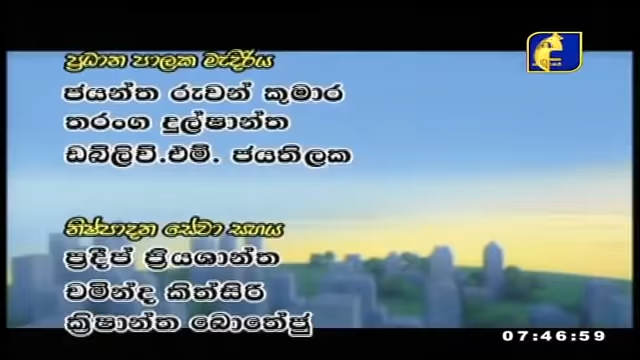 ප්‍රධාන පාලක මැදිරිය
ජයන්ත රුවන් කුමාර
තරංග දුල්ෂාන්ත
ඩබ්ලිව්.එම්. ජයතිලක
නිෂ්පාදන සේවා සහය
ප්‍රදීප් ප්‍රියශාන්ත
චමින්ද කිත්සිරි
ක්‍රිෂාන්ත බොතේජු
07:46:59